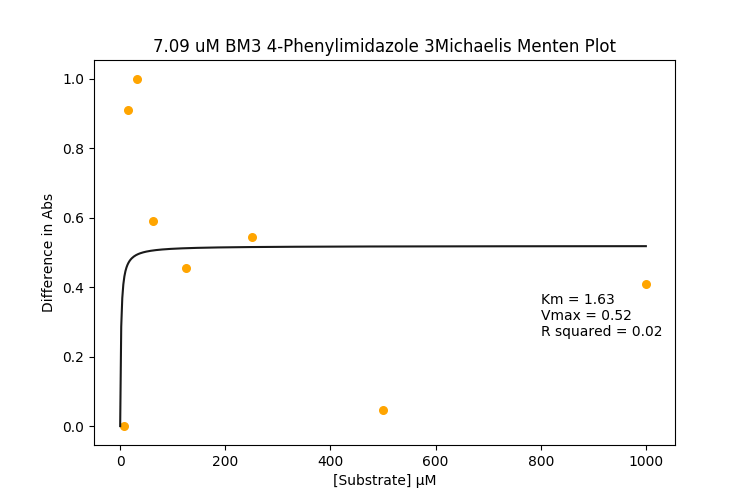 7.09 uM BM3 4-Phenylimidazole 3Michaelis Menten Plot
1.0
0.8
0.6
0.4
0.2
0.0
Difference in Abs
Km = 1.63
Vmax = 0.52
R squared = 0.02
0 200 400 600 800 1000
[Substrate] μM